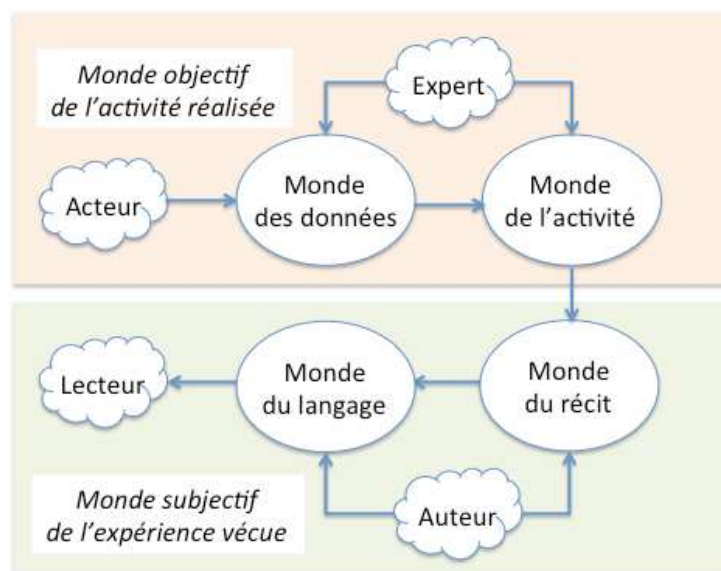 Monde objectif
de l'activité réalisée
Expert
Acteur
Monde
des données
Monde
de l'activité
Lecteur
Monde
du langage
Monde
du récit
Monde subjectif
de l'expérience vécue
Auteur